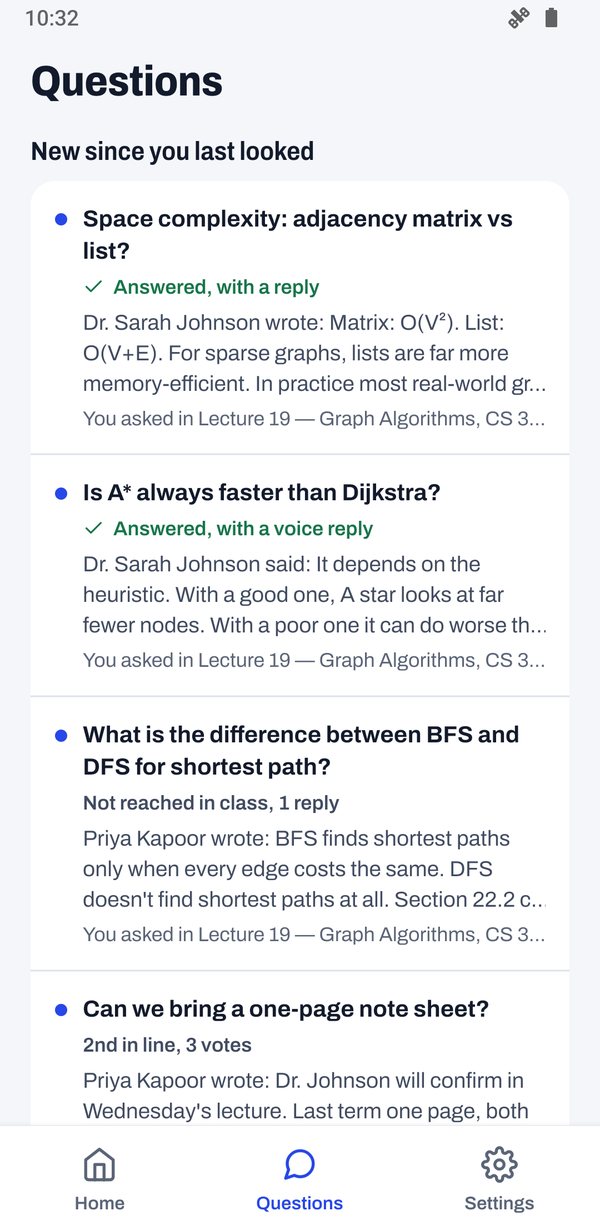 10:32
Questions
New since you last looked
Space complexity: adjacency matrix vs
list?
Answered, with a reply
Dr. Sarah Johnson wrote: Matrix: O(V²). List:
O(V+E). For sparse graphs, lists are far more
memory-efficient. In practice most real-world gr...
You asked in Lecture 19 — Graph Algorithms, CS 3...
Is A* always faster than Dijkstra?
Answered, with a voice reply
Dr. Sarah Johnson said: It depends on the
heuristic. With a good one, A star looks at far
fewer nodes. With a poor one it can do worse th...
You asked in Lecture 19 — Graph Algorithms, CS 3...
What is the difference between BFS and
DFS for shortest path?
Not reached in class, 1 reply
Priya Kapoor wrote: BFS finds shortest paths
only when every edge costs the same. DFS
doesn't find shortest paths at all. Section 22.2 c...
You asked in Lecture 19 — Graph Algorithms, CS 3...
Can we bring a one-page note sheet?
2nd in line, 3 votes
Priya Kapoor wrote: Dr. Johnson will confirm in
Wednesday's lecture. Last term one page, both
Home
Questions
Settings